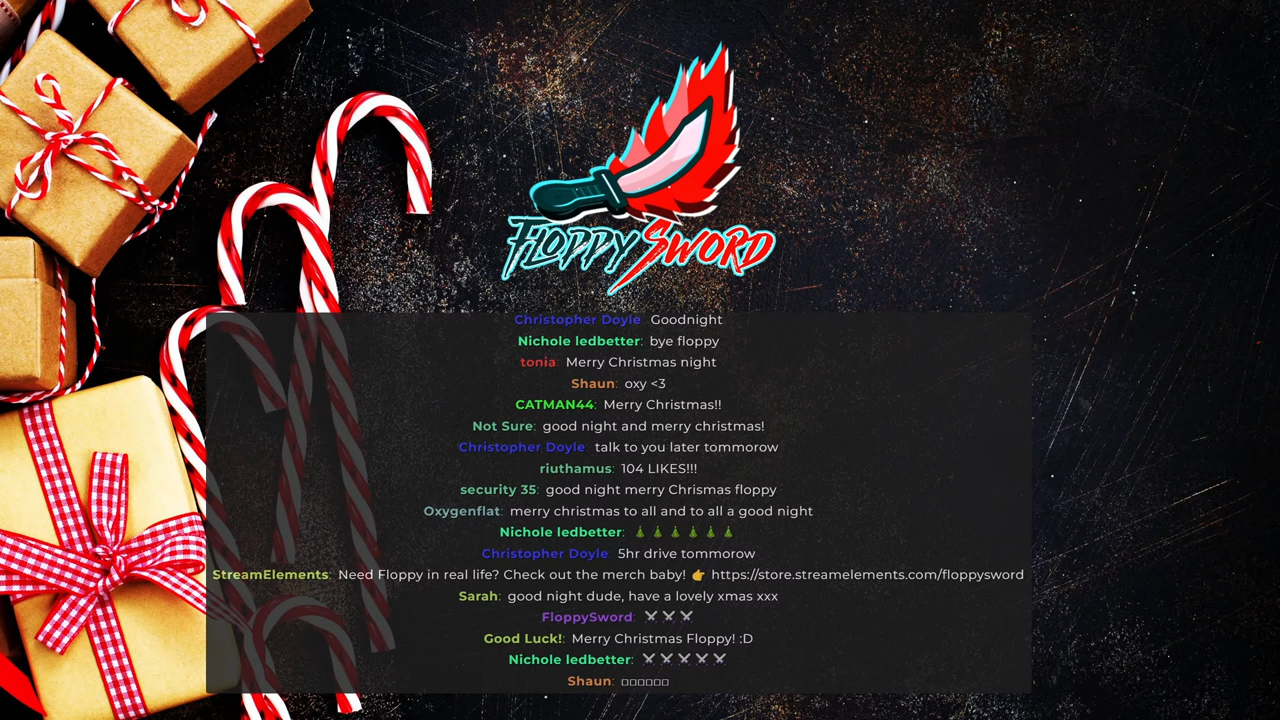 FLOPPY SWORD
Christopher Doyle Goodnight
Nichole ledbetter: bye floppy
tonia: Merry Christmas night
Shaun: oxy <3
CATMAN44: Merry Christmas!!
Not Sure: good night and merry christmas!
Christopher Doyle: talk to you later tommorow
riuthamus: 104 LIKES!!!
security 35: good night merry Chrismas floppy
Oxygenflat: merry christmas to all and to all a good night
Nichole ledbetter: 🎄🎄🎄🎄🎄🎄
Christopher Doyle: 5hr drive tommorow
StreamElements: Need Floppy in real life? Check out the merch baby! 👉 https://store.streamelements.com/floppysword
Sarah: good night dude, have a lovely xmas xxx
FloppySword: ⚔⚔⚔
Good Luck!: Merry Christmas Floppy! :D
Nichole ledbetter: ⚔⚔⚔⚔⚔
Shaun: □□□□□□